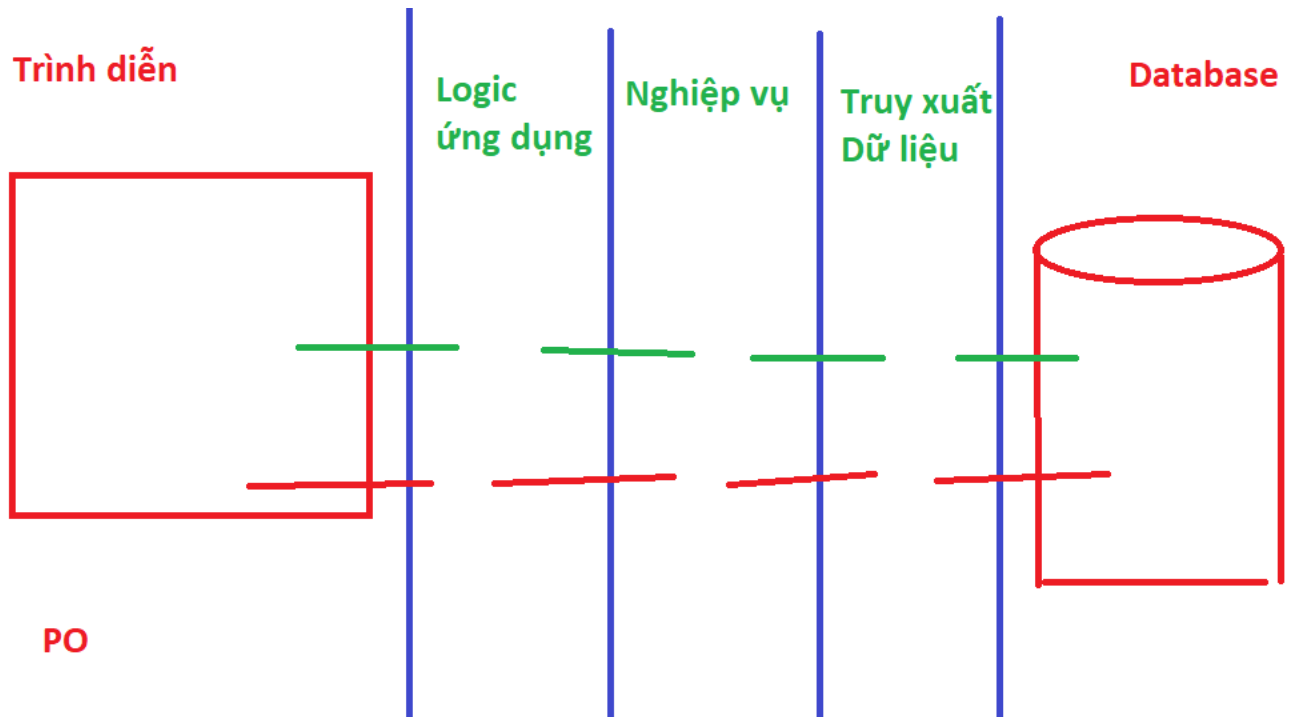 Trình diễn
Logic
ứng dụng
Nghiệp vụ
Truy xuất
Dữ liệu
Database
PO